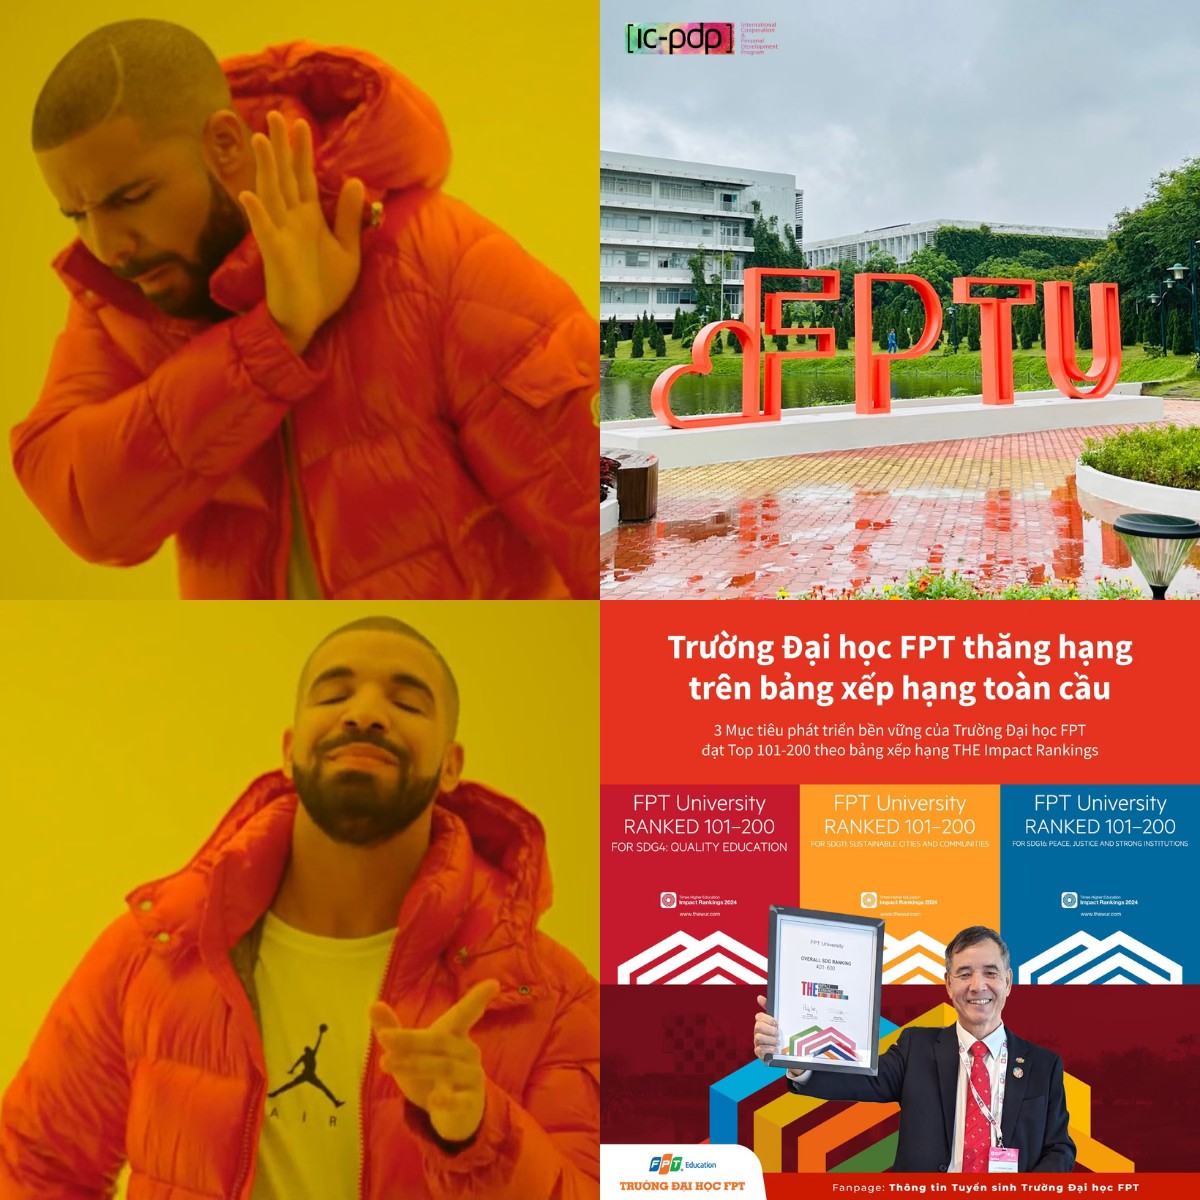 [ic-pdp]
International
Cooperation
&
Personal
Development
Program
FPTU
AIR
Trường Đại học FPT thăng hạng
trên bảng xếp hạng toàn cầu
3 Mục tiêu phát triển bền vững của Trường Đại học FPT
đạt Top 101-200 theo bảng xếp hạng THE Impact Rankings
FPT University
RANKED 101–200
FOR SDG4: QUALITY EDUCATION
Times Higher Education
Impact Rankings 2024
www.thewur.com
FPT University
RANKED 101–200
FOR SDG11: SUSTAINABLE CITIES AND COMMUNITIES
Times Higher Education
Impact Rankings 2024
www.thewur.com
FPT University
RANKED 101–200
FOR SDG16: PEACE, JUSTICE AND STRONG INSTITUTIONS
Times Higher Education
Impact Rankings 2024
www.thewur.com
FPT University
OVERALL SDG RANKING
401–600
THE
FPT Education
TRƯỜNG ĐẠI HỌC FPT
Fanpage: Thông tin Tuyển sinh Trường Đại học FPT